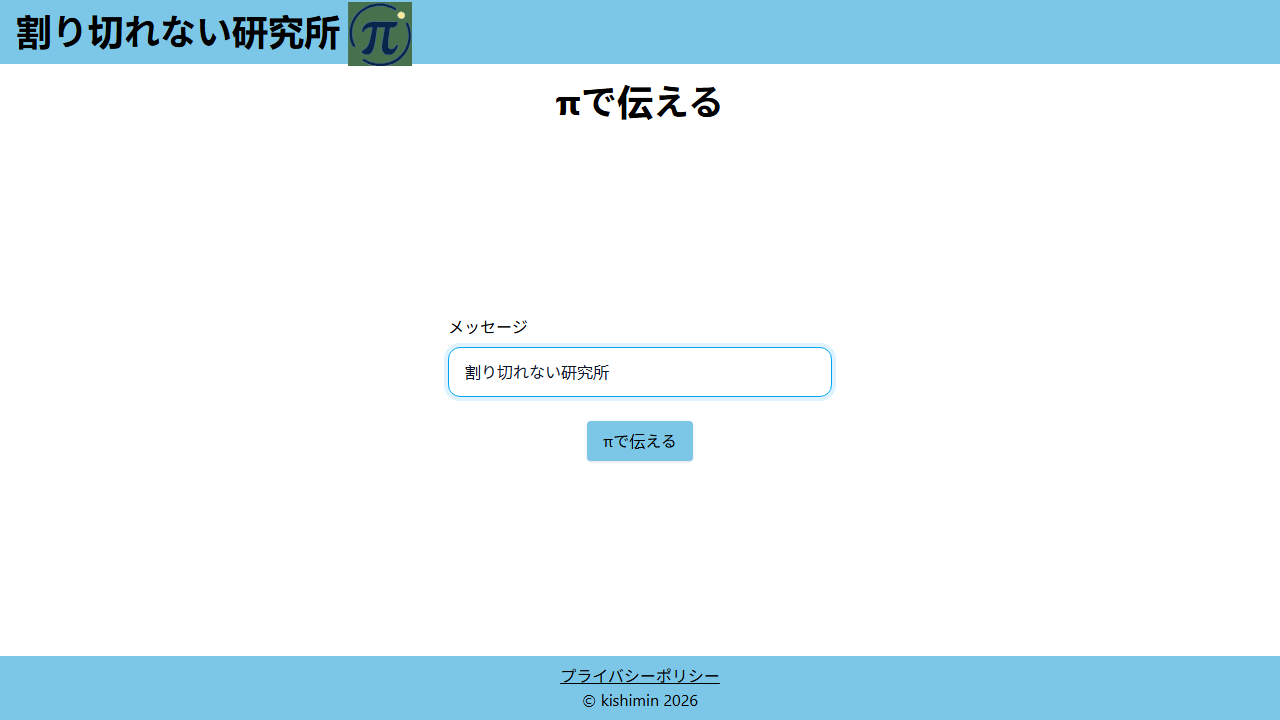 割り切れない研究所 π
πで伝える
メッセージ
割り切れない研究所
πで伝える
プライバシーポリシー
© kishimin 2026